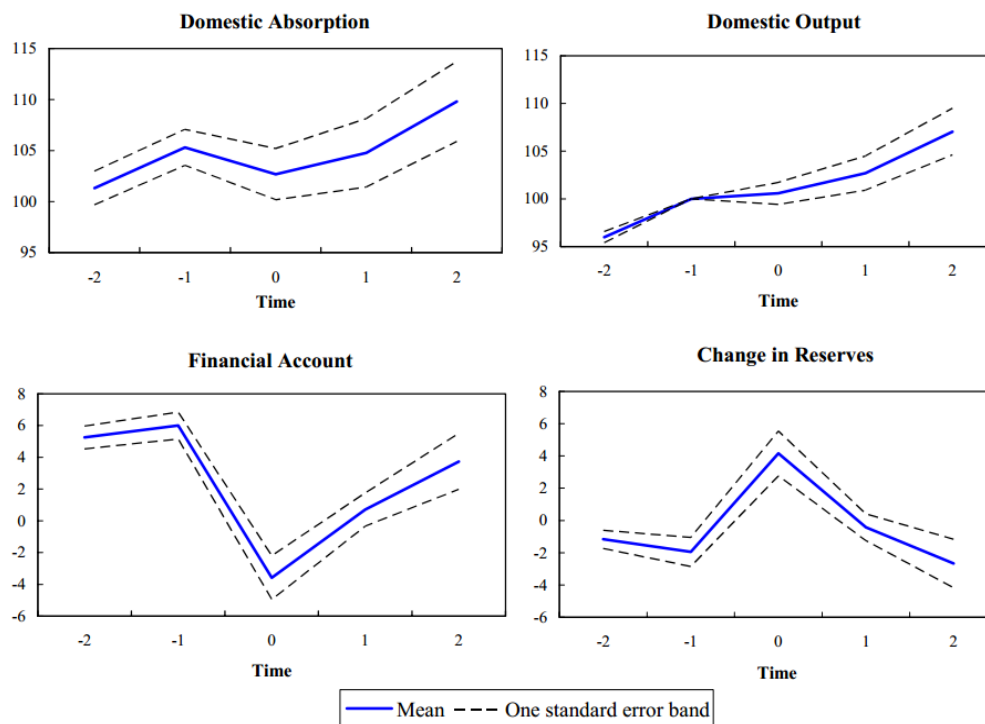 Domestic Absorption
115
110
105
100
95
-2 -1 0 1 2
Time
Domestic Output
115
110
105
100
95
-2 -1 0 1 2
Time
Financial Account
8
6
4
2
0
-2
-4
-6
-2 -1 0 1 2
Time
Change in Reserves
8
6
4
2
0
-2
-4
-6
-2 -1 0 1 2
Time
Mean One standard error band